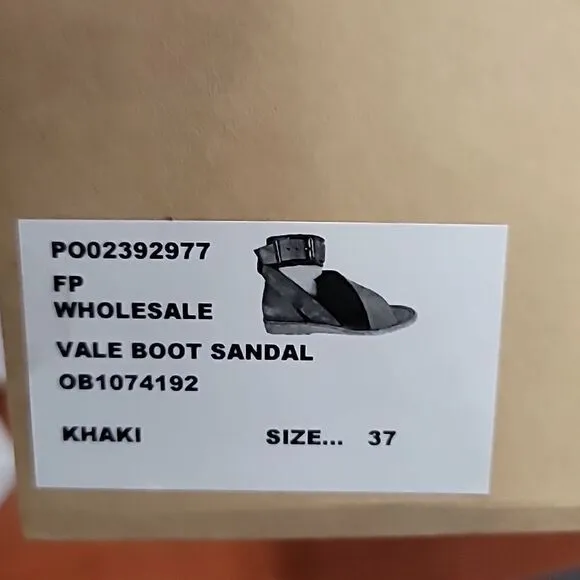 PO02392977
FP
WHOLESALE
VALE BOOT SANDAL
OB1074192
KHAKI SIZE... 37